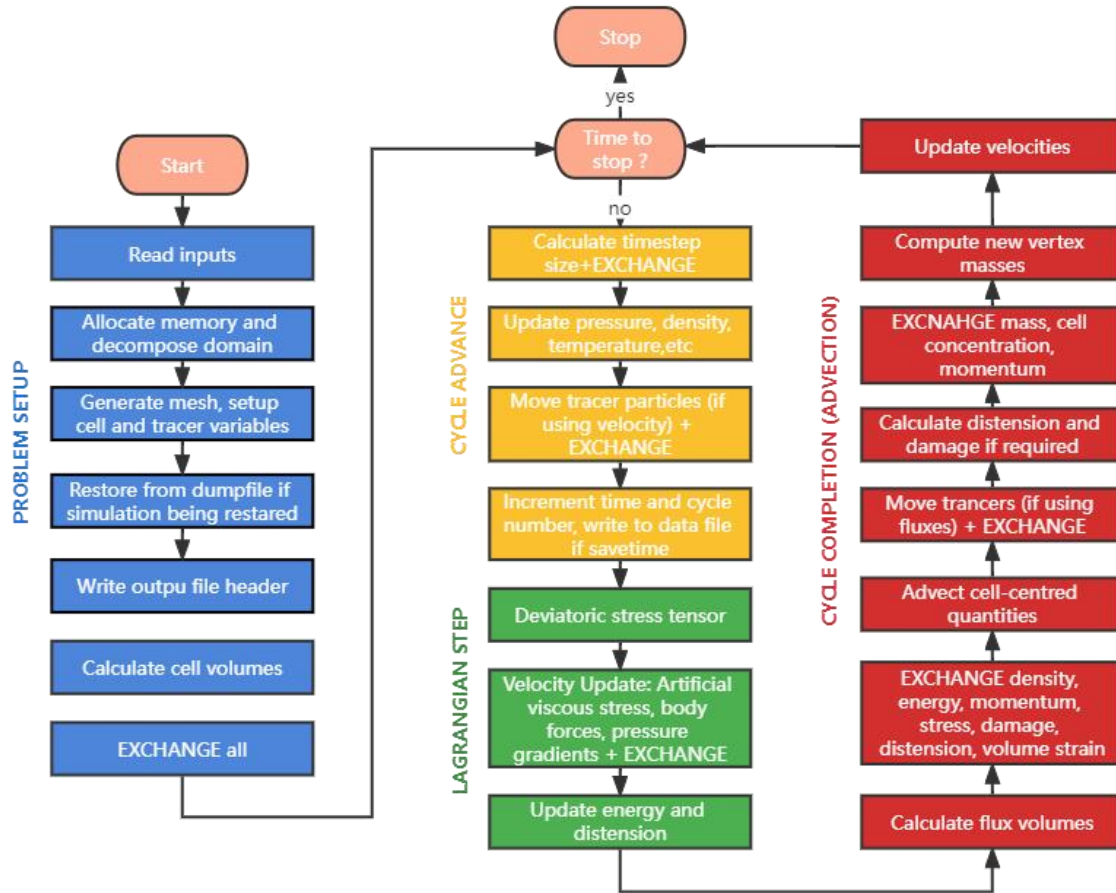 Stop
yes
Time to
stop ?
no
Start
Read inputs
Allocate memory and
decompose domain
Generate mesh, setup
cell and tracer variables
Restore from dumpfile if
simulation being restared
Write outpu file header
Calculate cell volumes
EXCHANGE all
PROBLEM SETUP
Calculate timestep
size+EXCHANGE
Update pressure, density,
temperature,etc
Move tracer particles (if
using velocity) + EXCHANGE
Increment time and cycle
number, write to data file
if savetime
CYCLE ADVANCE
Deviatoric stress tensor
Velocity Update: Artificial
viscous stress, body
forces, pressure
gradients + EXCHANGE
Update energy and
distension
LAGRANGIAN STEP
Update velocities
Compute new vertex
masses
EXCNAHGE mass, cell
concentration,
momentum
Calculate distension and
damage if required
Move trancers (if using
fluxes) + EXCHANGE
Advect cell-centred
quantities
EXCHANGE density,
energy, momentum,
stress, damage,
distension, volume strain
Calculate flux volumes
CYCLE COMPLETION (ADVECTION)